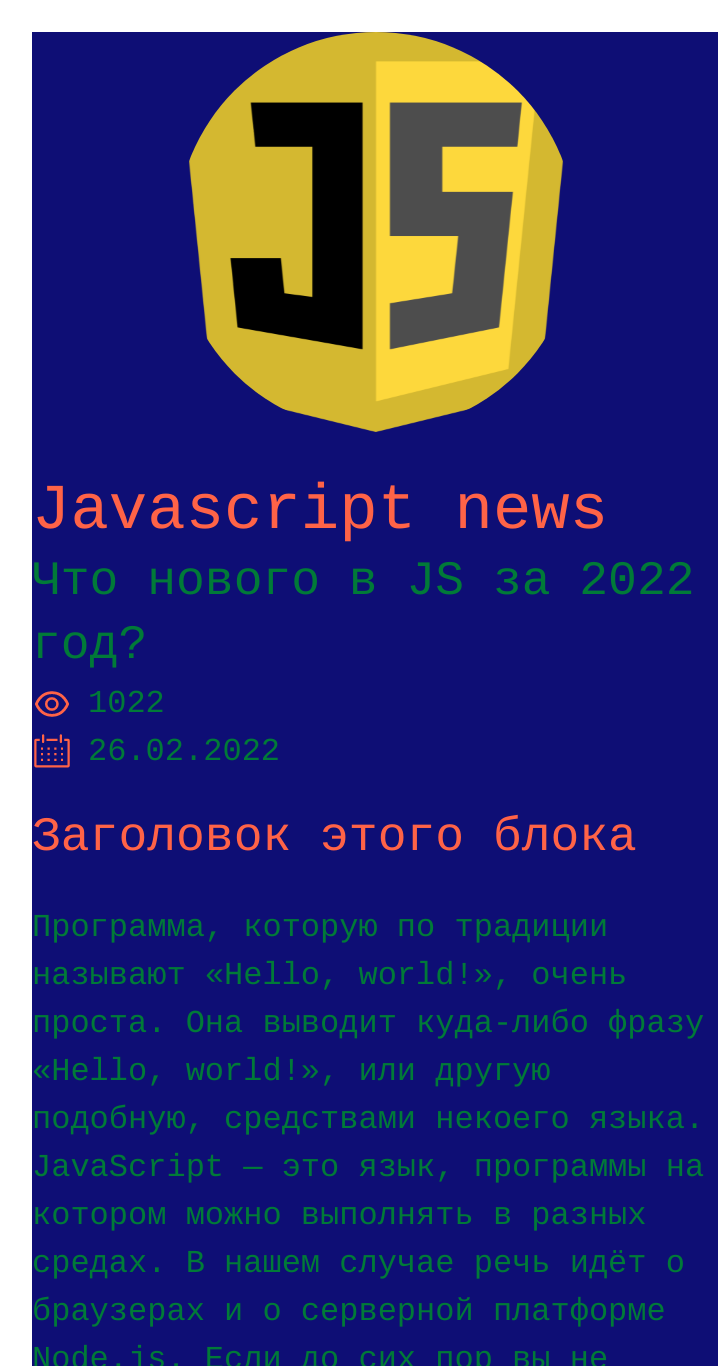 JS
Javascript news
Что нового в JS за 2022
год?
1022
26.02.2022
Заголовок этого блока
Программа, которую по традиции
называют «Hello, world!», очень
проста. Она выводит куда-либо фразу
«Hello, world!», или другую
подобную, средствами некоего языка.
JavaScript — это язык, программы на
котором можно выполнять в разных
средах. В нашем случае речь идёт о
браузерах и о серверной платформе
Node.js. Если до сих пор вы не